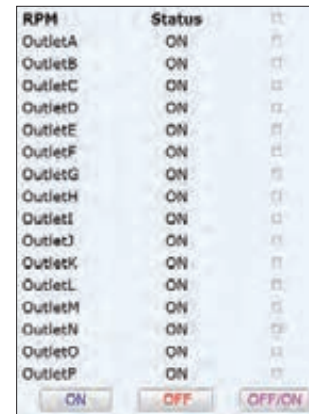 RPM Status
OutletA ON
OutletB ON
OutletC ON
OutletD ON
OutletE ON
OutletF ON
OutletG ON
OutletH ON
OutletI ON
OutletJ ON
OutletK ON
OutletL ON
OutletM ON
OutletN ON
OutletO ON
OutletP ON
ON OFF OFF/ON